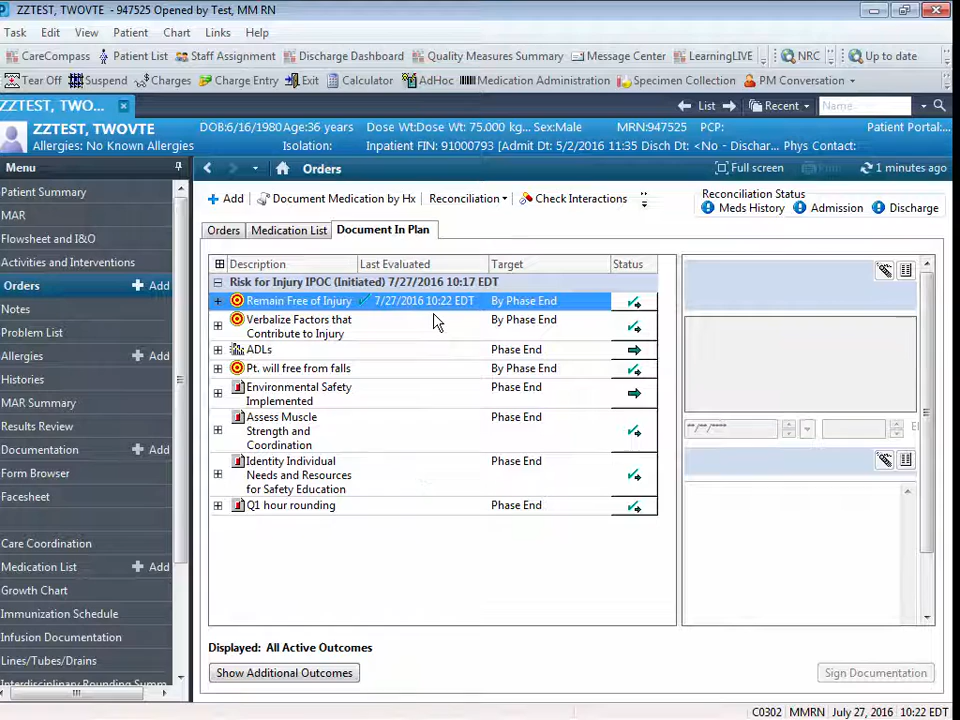 ZZTEST, TWOVTE - 947525 Opened by Test, MM RN
Task Edit View Patient Chart Links Help
CareCompass Patient List Staff Assignment Discharge Dashboard Quality Measures Summary Message Center LearningLIVE NRC Up to date
Tear Off Suspend Charges Charge Entry Exit Calculator AdHoc Medication Administration Specimen Collection PM Conversation
ZZTEST, TWO... List Recent Name...
ZZTEST, TWOVTE DOB:6/16/1980 Age:36 years Dose Wt:Dose Wt: 75.000 kg... Sex:Male MRN:947525 PCP: Patient Portal:...
Allergies: No Known Allergies Isolation: Inpatient FIN: 91000793 [Admit Dt: 5/2/2016 11:35 Disch Dt: <No - Dischar... Phys Contact:
Menu
Orders Full screen Print 1 minutes ago
Patient Summary
MAR
Flowsheet and I&O
Activities and Interventions
Orders Add
Notes
Problem List
Allergies Add
Histories
MAR Summary
Results Review
Documentation Add
Form Browser
Facesheet
Care Coordination
Medication List Add
Growth Chart
Immunization Schedule
Infusion Documentation
Lines/Tubes/Drains
Interdisciplinary Rounding Summ
Add Document Medication by Hx Reconciliation Check Interactions
Reconciliation Status
Meds History Admission Discharge
Orders Medication List Document In Plan
Description Last Evaluated Target Status
Risk for Injury IPOC (Initiated) 7/27/2016 10:17 EDT
Remain Free of Injury 7/27/2016 10:22 EDT By Phase End
Verbalize Factors that By Phase End
Contribute to Injury
ADLs Phase End
Pt. will free from falls By Phase End
Environmental Safety Phase End
Implemented
Assess Muscle Phase End
Strength and
Coordination
Identity Individual Phase End
Needs and Resources
for Safety Education
Q1 hour rounding Phase End
**/**/****
Displayed: All Active Outcomes
Show Additional Outcomes Sign Documentation
C0302 MMRN July 27, 2016 10:22 EDT